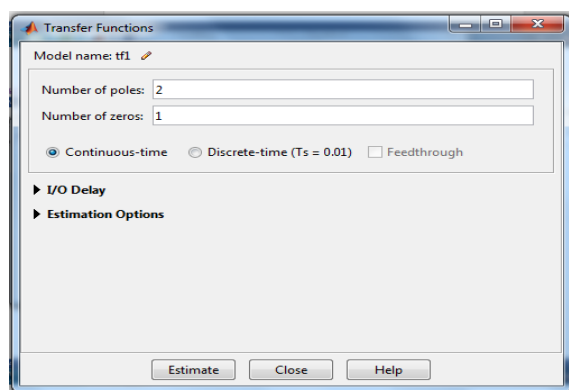 Transfer Functions
Model name: tf1
Number of poles: 2
Number of zeros: 1
Continuous-time Discrete-time (Ts = 0.01) Feedthrough
I/O Delay
Estimation Options
Estimate Close Help